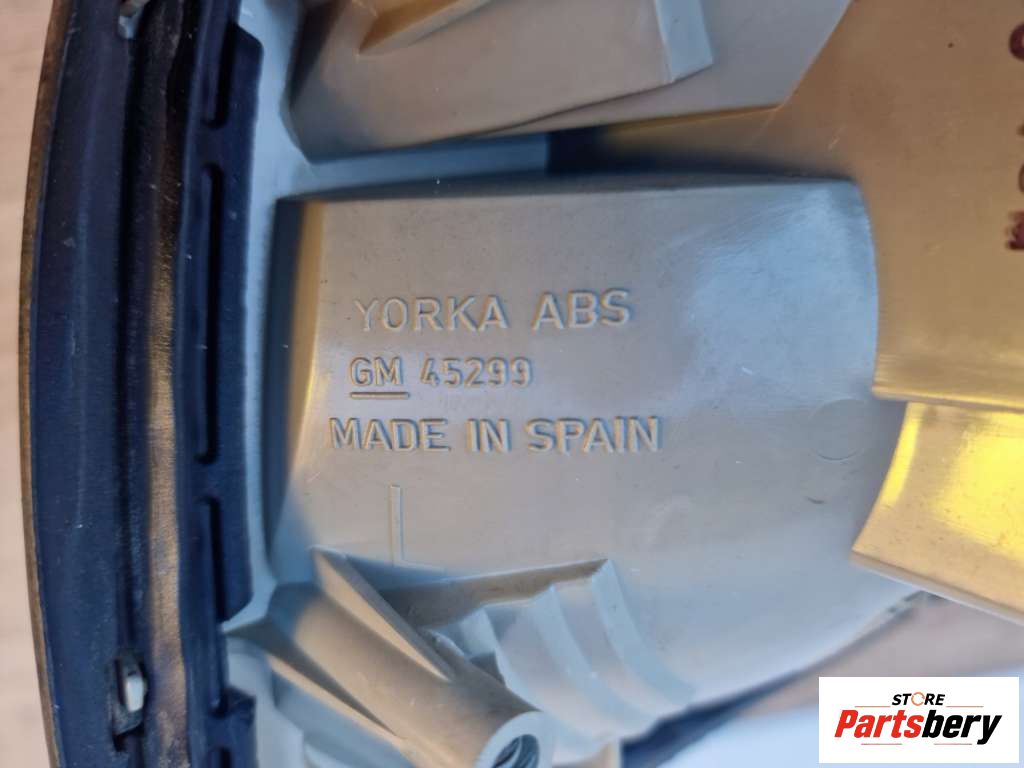 YORKA ABS
GM 45299
MADE IN SPAIN
STORE
Partsbery